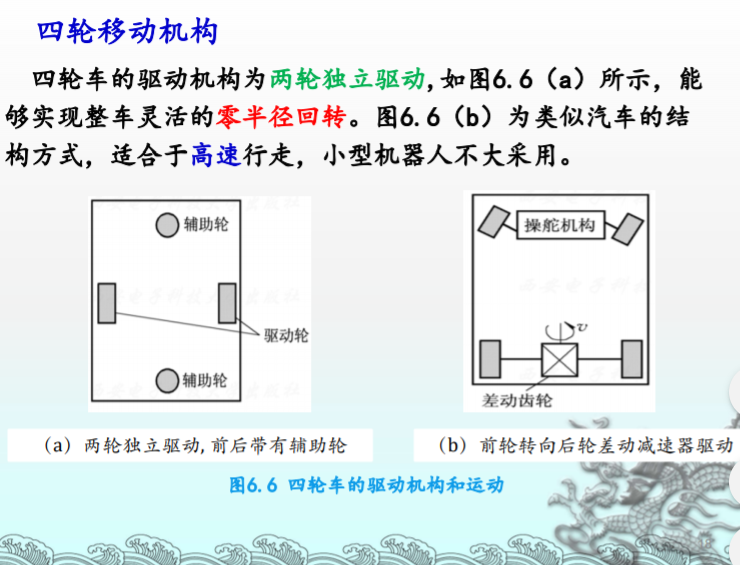 四轮移动机构
四轮车的驱动机构为两轮独立驱动,如图6.6（a）所示，能
够实现整车灵活的零半径回转。图6.6（b）为类似汽车的结
构方式，适合于高速行走，小型机器人不大采用。
辅助轮
驱动轮
辅助轮
操舵机构
v
差动齿轮
（a）两轮独立驱动,前后带有辅助轮
（b）前轮转向后轮差动减速器驱动
图6.6 四轮车的驱动机构和运动